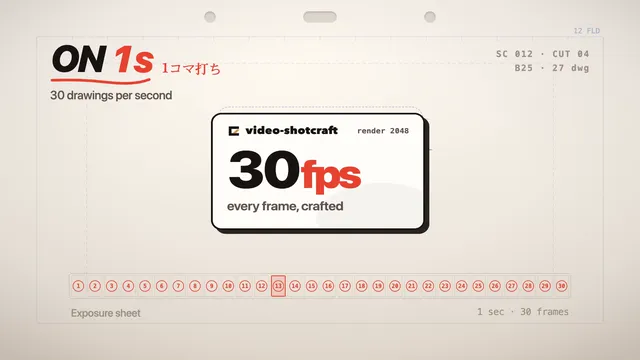 12 FLD
ON 1s 1コマ打ち
30 drawings per second
SC 012 · CUT 04
B25 · 27 dwg
video-shotcraft render 2048
30fps
every frame, crafted
1 2 3 4 5 6 7 8 9 10 11 12 13 14 15 16 17 18 19 20 21 22 23 24 25 26 27 28 29 30
Exposure sheet 1 sec · 30 frames